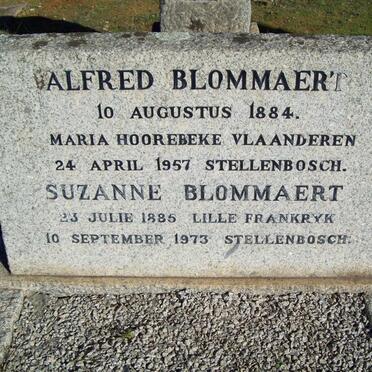 ALFRED BLOMMAERT
10 AUGUSTUS 1884.
MARIA HOOREBEKE VLAANDEREN
24 APRIL 1957 STELLENBOSCH.
SUZANNE BLOMMAERT
23 JULIE 1885 LILLE FRANKRYK
10 SEPTEMBER 1973 STELLENBOSCH.